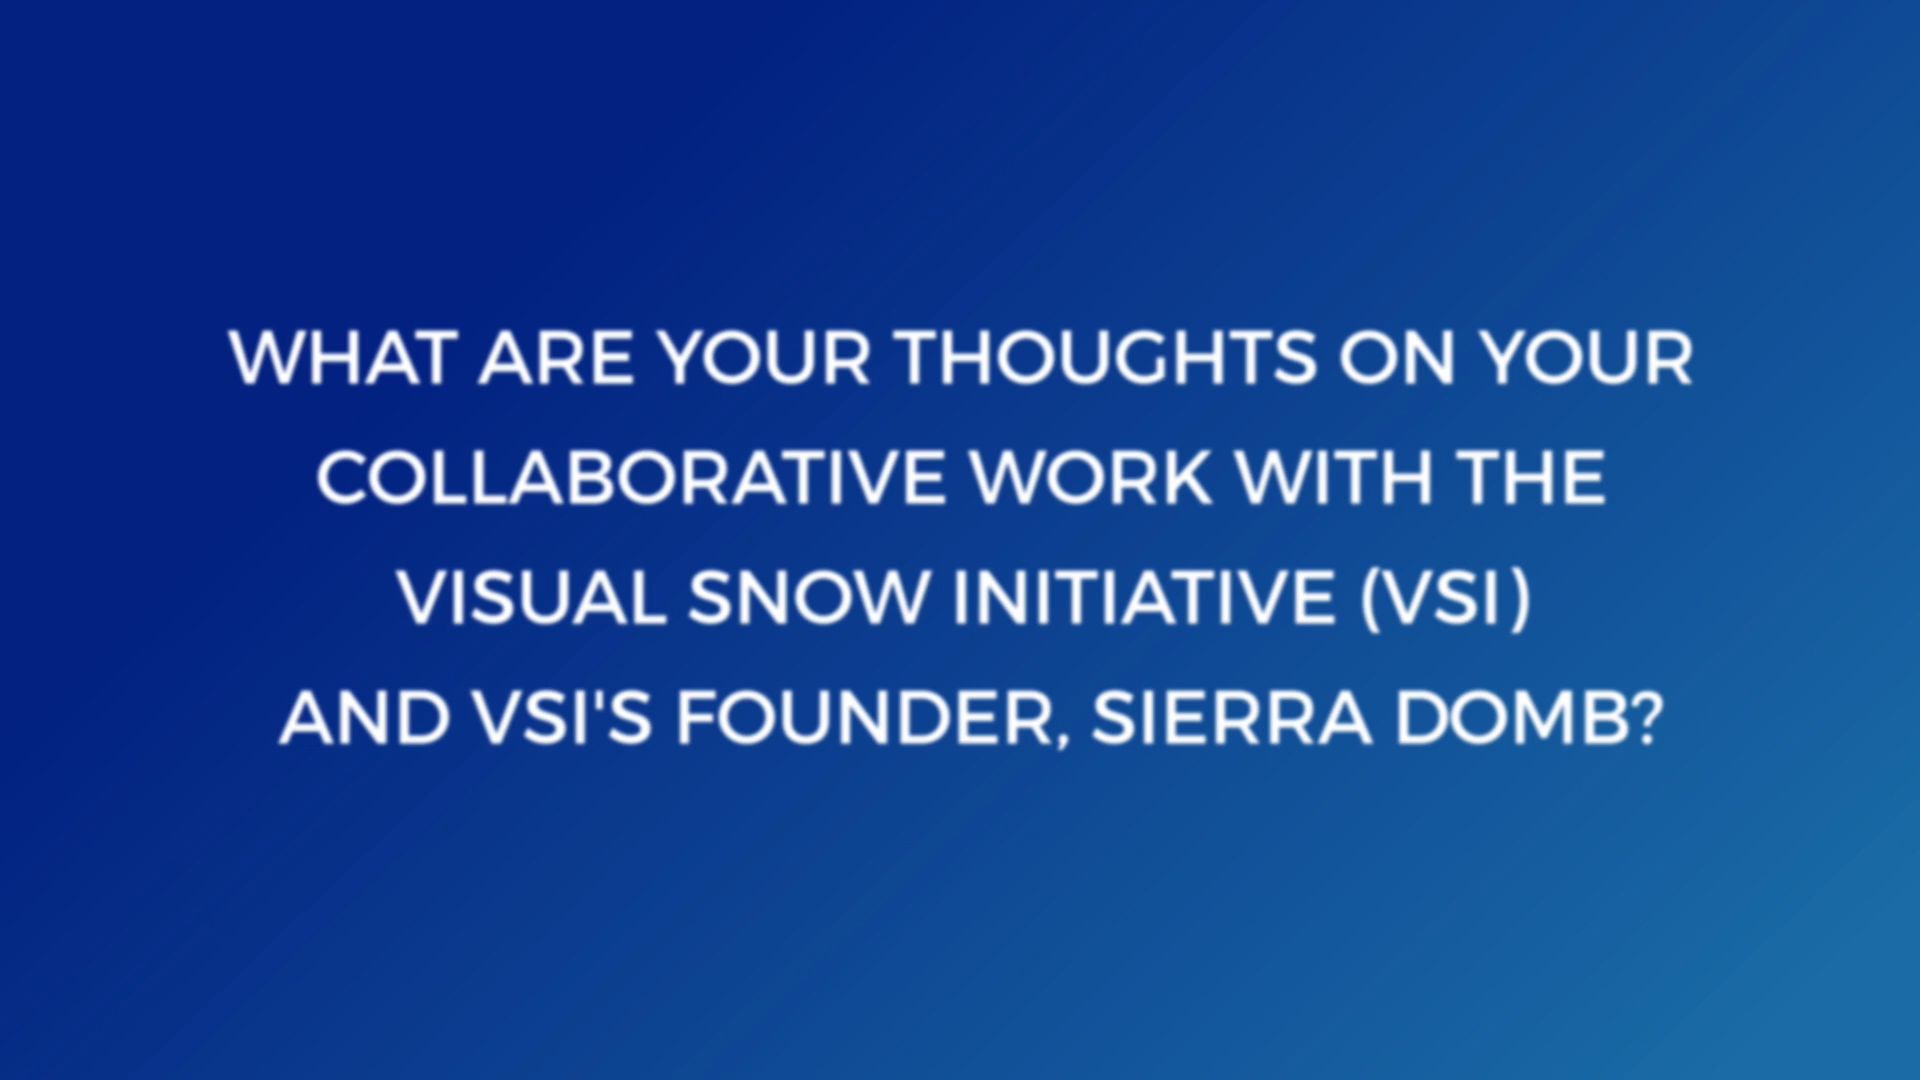 WHAT ARE YOUR THOUGHTS ON YOUR
COLLABORATIVE WORK WITH THE
VISUAL SNOW INITIATIVE (VSI)
AND VSI'S FOUNDER, SIERRA DOMB?